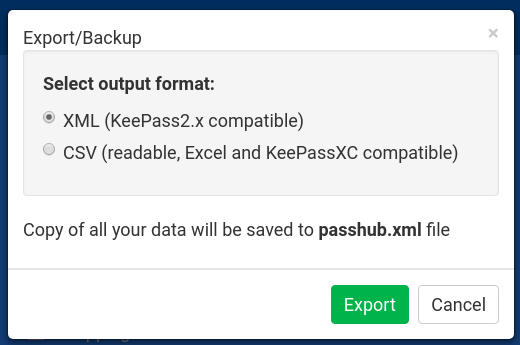 Export/Backup
×
Select output format:
XML (KeePass2.x compatible)
CSV (readable, Excel and KeePassXC compatible)
Copy of all your data will be saved to passhub.xml file
Export Cancel